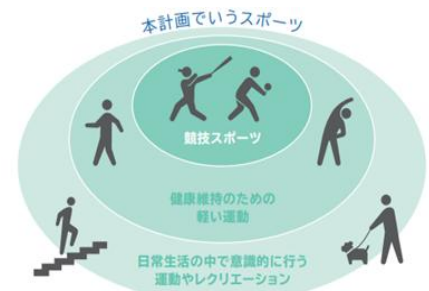 本計画でいうスポーツ
競技スポーツ
健康維持のための
軽い運動
日常生活の中で意識的に行う
運動やレクリエーション